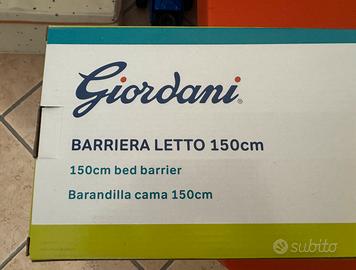 Giordani®
BARRIERA LETTO 150cm
150cm bed barrier
Barandilla cama 150cm
subito